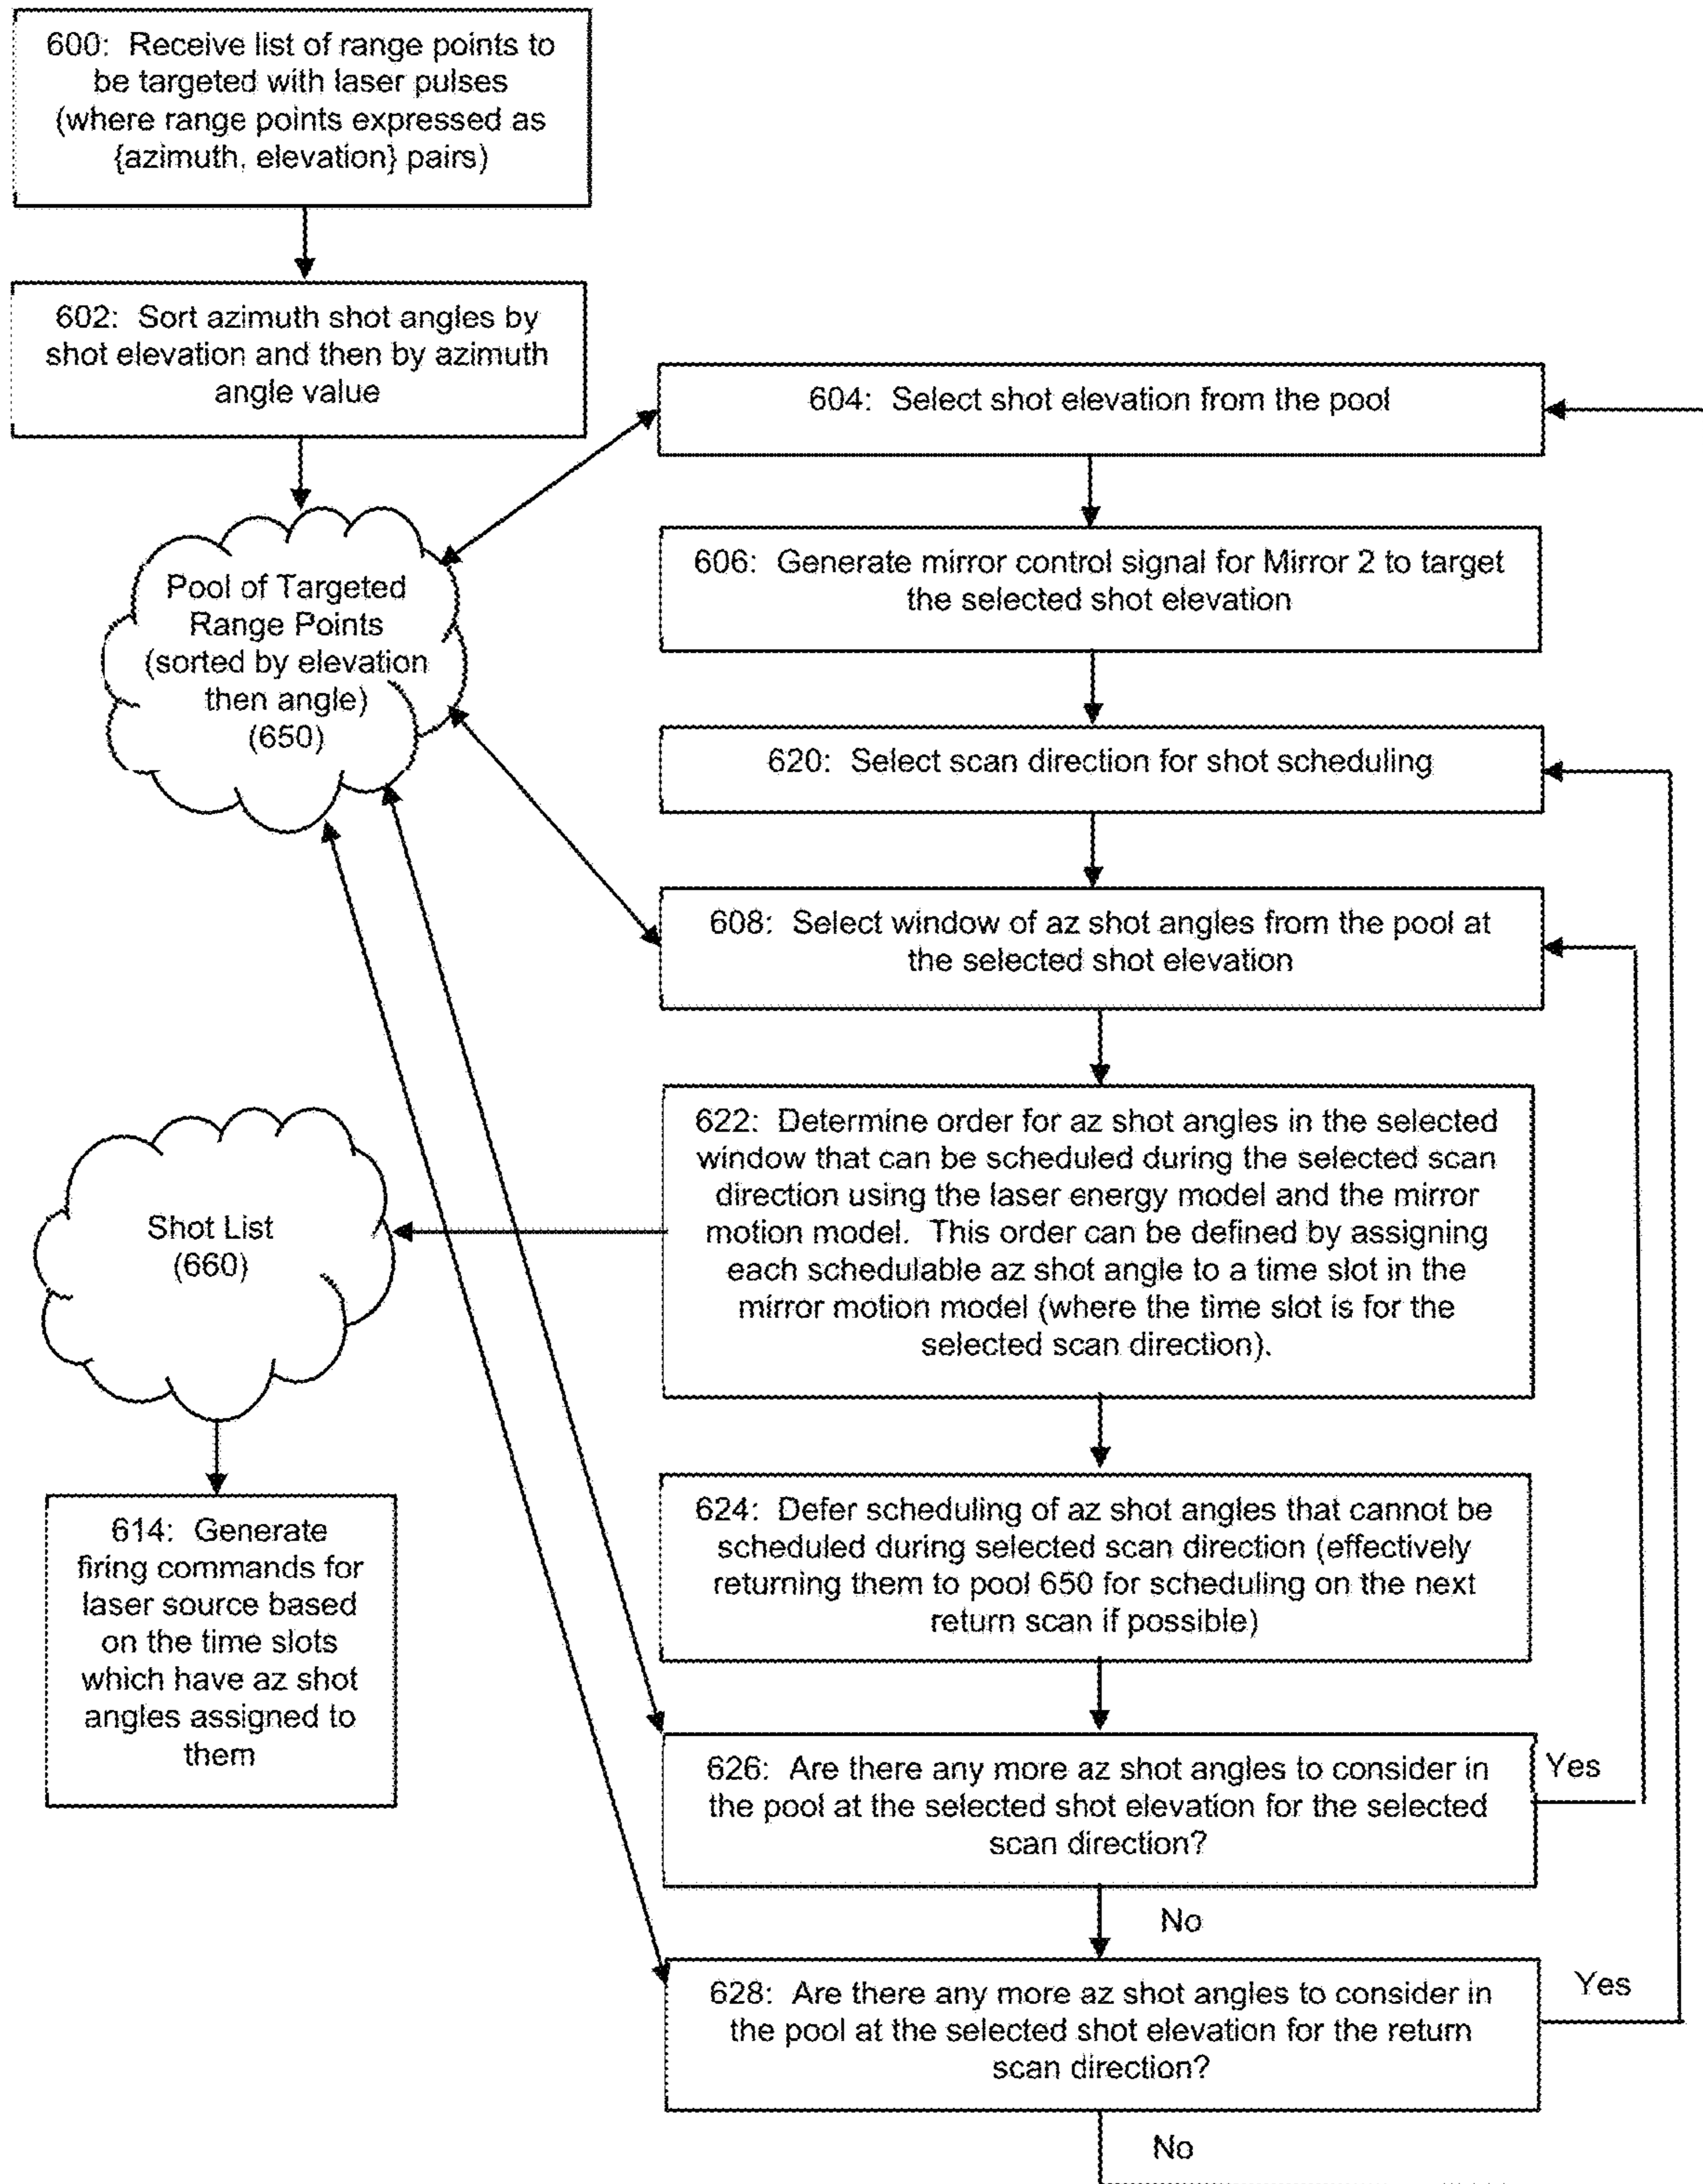 600: Receive list of range points to
be targeted with laser pulses
(where range points expressed as
{azimuth, elevation} pairs)
602: Sort azimuth shot angles by
shot elevation and then by azimuth
angle value
Pool of Targeted
Range Points
(sorted by elevation
then angle)
(650)
604: Select shot elevation from the pool
606: Generate mirror control signal for Mirror 2 to target
the selected shot elevation
620: Select scan direction for shot scheduling
608: Select window of az shot angles from the pool at
the selected shot elevation
622: Determine order for az shot angles in the selected
window that can be scheduled during the selected scan
direction using the laser energy model and the mirror
motion model. This order can be defined by assigning
each schedulable az shot angle to a time slot in the
mirror motion model (where the time slot is for the
selected scan direction).
Shot List
(660)
614: Generate
firing commands for
laser source based
on the time slots
which have az shot
angles assigned to
them
624: Defer scheduling of az shot angles that cannot be
scheduled during selected scan direction (effectively
returning them to pool 650 for scheduling on the next
return scan if possible)
626: Are there any more az shot angles to consider in
the pool at the selected shot elevation for the selected
scan direction?
Yes
No
628: Are there any more az shot angles to consider in
the pool at the selected shot elevation for the return
scan direction?
Yes
No